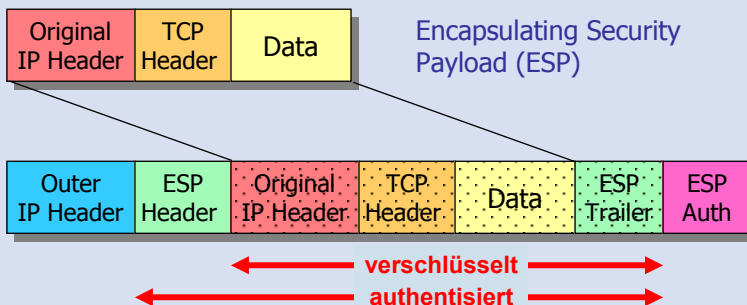 Original IP Header
TCP Header
Data
Encapsulating Security
Payload (ESP)
Outer IP Header
ESP Header
Original IP Header
TCP Header
Data
ESP Trailer
ESP Auth
verschlüsselt
authentisiert